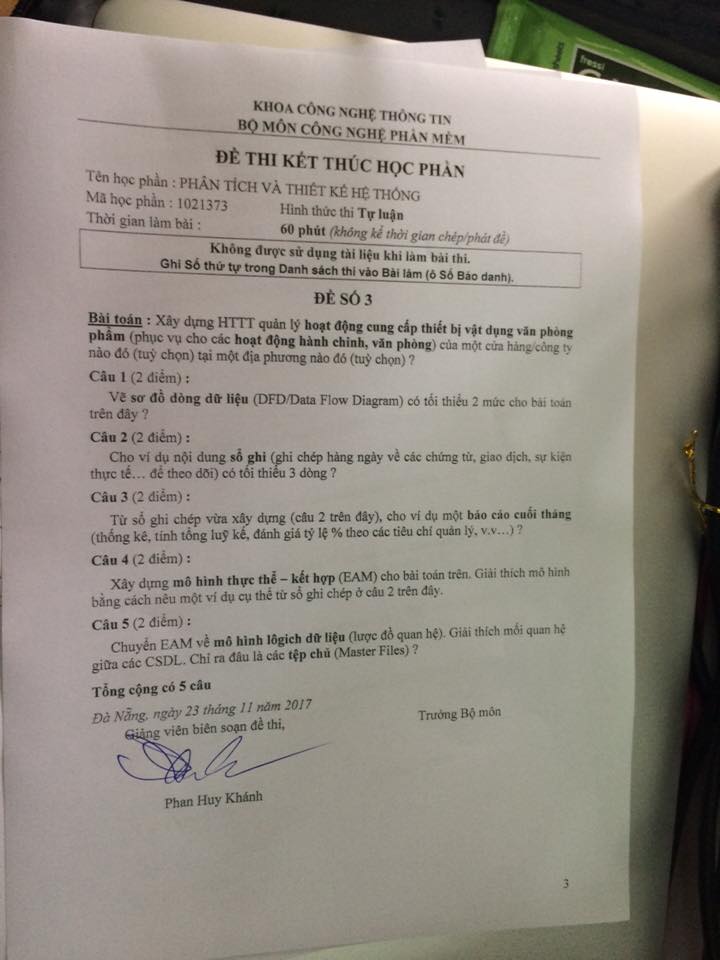 fressi
KHOA CÔNG NGHỆ THÔNG TIN
BỘ MÔN CÔNG NGHỆ PHẦN MỀM
ĐỀ THI KẾT THÚC HỌC PHẦN
Tên học phần : PHÂN TÍCH VÀ THIẾT KẾ HỆ THỐNG
Mã học phần : 1021373 Hình thức thi Tự luận
Thời gian làm bài : 60 phút (không kể thời gian chép/phát đề)
Không được sử dụng tài liệu khi làm bài thi.
Ghi Số thứ tự trong Danh sách thi vào Bài làm (ô Số Báo danh).
ĐỀ SỐ 3
Bài toán : Xây dựng HTTT quản lý hoạt động cung cấp thiết bị vật dụng văn phòng
phẩm (phục vụ cho các hoạt động hành chính, văn phòng) của một cửa hàng/công ty
nào đó (tuỳ chọn) tại một địa phương nào đó (tuỳ chọn) ?
Câu 1 (2 điểm) :
Vẽ sơ đồ dòng dữ liệu (DFD/Data Flow Diagram) có tối thiểu 2 mức cho bài toán
trên đây ?
Câu 2 (2 điểm) :
Cho ví dụ nội dung sổ ghi (ghi chép hàng ngày về các chứng từ, giao dịch, sự kiện
thực tế… để theo dõi) có tối thiểu 3 dòng ?
Câu 3 (2 điểm) :
Từ sổ ghi chép vừa xây dựng (câu 2 trên đây), cho ví dụ một báo cáo cuối tháng
(thống kê, tính tổng luỹ kế, đánh giá tỷ lệ % theo các tiêu chí quản lý, v.v…) ?
Câu 4 (2 điểm) :
Xây dựng mô hình thực thể – kết hợp (EAM) cho bài toán trên. Giải thích mô hình
bằng cách nêu một ví dụ cụ thể từ sổ ghi chép ở câu 2 trên đây.
Câu 5 (2 điểm) :
Chuyển EAM về mô hình lôgich dữ liệu (lược đồ quan hệ). Giải thích mối quan hệ
giữa các CSDL. Chỉ ra đâu là các tệp chủ (Master Files) ?
Tổng cộng có 5 câu
Đà Nẵng, ngày 23 tháng 11 năm 2017
Giảng viên biên soạn đề thi, Trưởng Bộ môn
Phan Huy Khánh
3